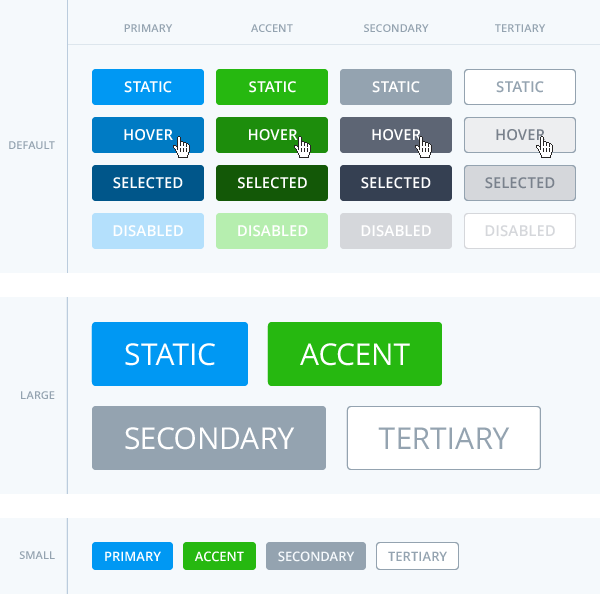 PRIMARY ACCENT SECONDARY TERTIARY
STATIC STATIC STATIC STATIC
HOVER HOVER HOVER HOVER
DEFAULT
SELECTED SELECTED SELECTED SELECTED
DISABLED DISABLED DISABLED DISABLED
STATIC ACCENT
LARGE
SECONDARY TERTIARY
SMALL PRIMARY ACCENT SECONDARY TERTIARY